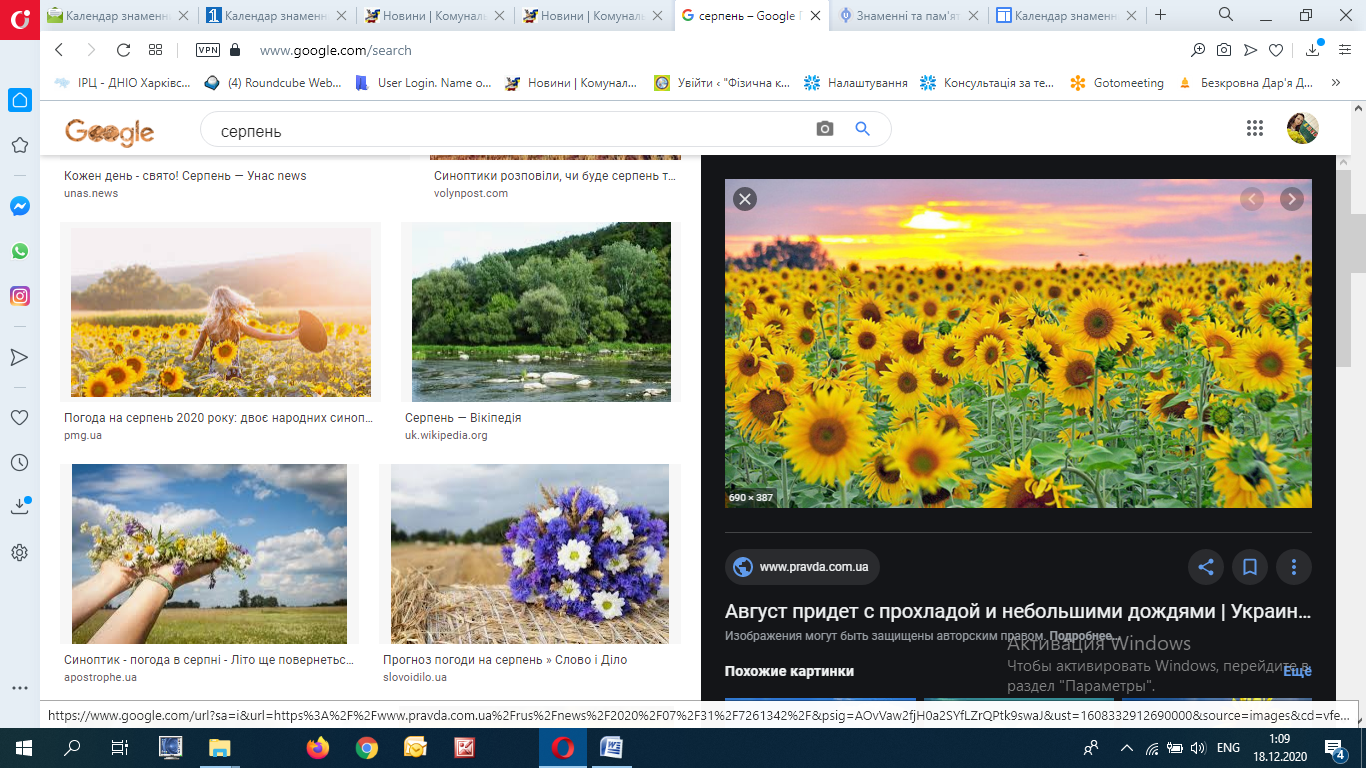 Календар знаменн
Календар знаменн
Новини | Комуналь
Новини | Комуналь
серпень – Google
Знаменні та пам'ят
Календар знаменн
VPN
www.google.com/search
ІРЦ - ДНІО Харківс...
(4) Roundcube Web...
User Login. Name o...
Новини | Комунал...
Увійти ‹ "Фізична к...
Налаштування
Консультація за те...
Gotomeeting
Безкровна Дар'я Д...
Google
серпень
Кожен день - свято! Серпень — Унас news
unas.news
Синоптики розповіли, чи буде серпень т...
volynpost.com
Погода на серпень 2020 року: двоє народних синоп...
pmg.ua
Серпень — Вікіпедія
uk.wikipedia.org
Синоптик - погода в серпні - Літо ще повернетьс...
apostrophe.ua
Прогноз погоди на серпень » Слово і Діло
slovoidilo.ua
690 × 387
www.pravda.com.ua
Август придет с прохладой и небольшими дождями | Украин...
Изображения могут быть защищены авторским правом. Подробнее...
Похожие картинки
Ещё
Активация Windows
Чтобы активировать Windows, перейдите в
раздел "Параметры".
https://www.google.com/url?sa=i&url=https%3A%2F%2Fwww.pravda.com.ua%2Frus%2Fnews%2F2020%2F07%2F31%2F7261342%2F&psig=AOvVaw2fjH0a2SYfLZrQPtk9swaJ&ust=1608332912690000&source=images&cd=vfe...
ENG
1:09
18.12.2020
4